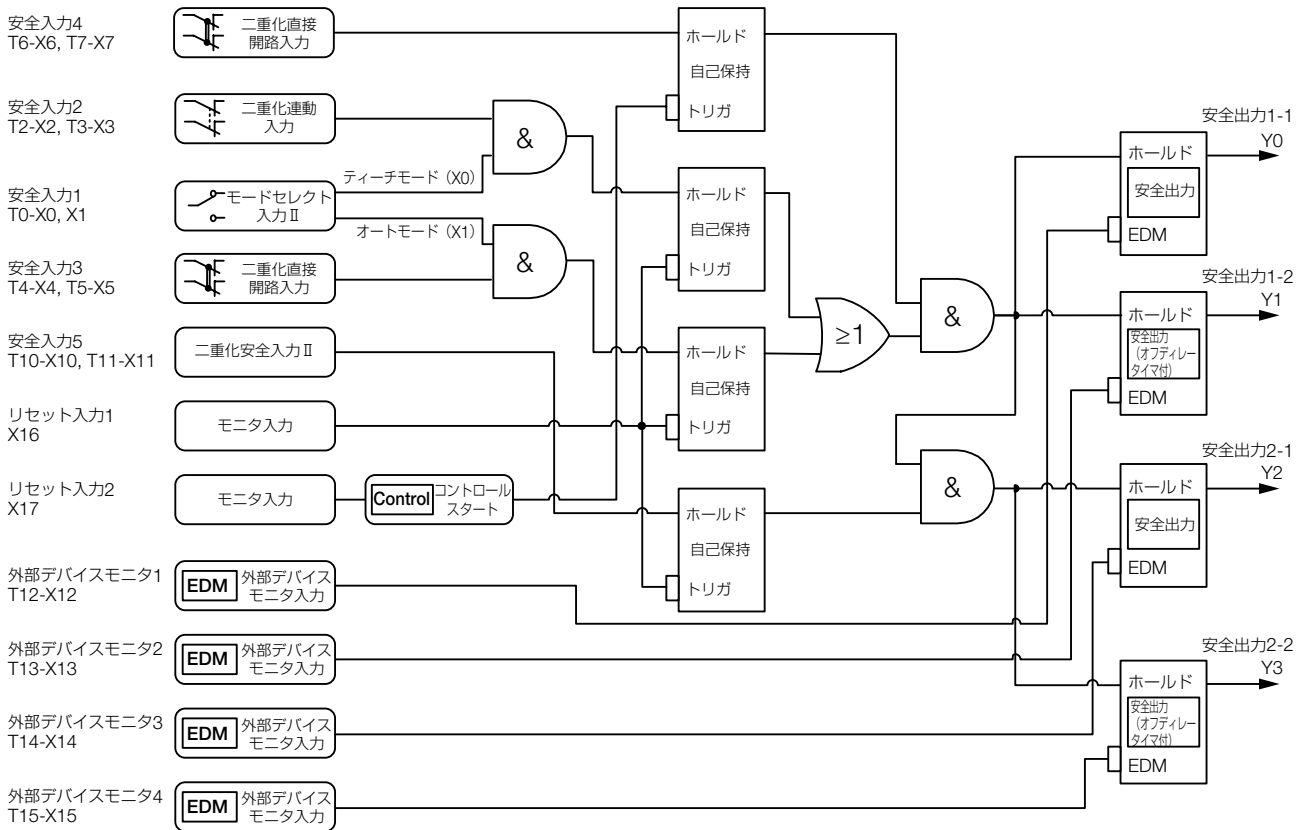 安全入力4
T6-X6, T7-X7
二重化直接
開路入力
安全入力2
T2-X2, T3-X3
二重化連動
入力
安全入力1
T0-X0, X1
モードセレクト
入力Ⅱ
ティーチモード（X0）
オートモード（X1）
安全入力3
T4-X4, T5-X5
二重化直接
開路入力
安全入力5
T10-X10, T11-X11
二重化安全入力Ⅱ
リセット入力1
X16
モニタ入力
リセット入力2
X17
モニタ入力
Control
コントロール
スタート
外部デバイスモニタ1
T12-X12
EDM
外部デバイス
モニタ入力
外部デバイスモニタ2
T13-X13
EDM
外部デバイス
モニタ入力
外部デバイスモニタ3
T14-X14
EDM
外部デバイス
モニタ入力
外部デバイスモニタ4
T15-X15
EDM
外部デバイス
モニタ入力
&
&
ホールド
自己保持
トリガ
ホールド
自己保持
トリガ
ホールド
自己保持
トリガ
ホールド
自己保持
トリガ
≥1
&
&
安全出力1-1
Y0
ホールド
安全出力
EDM
安全出力1-2
Y1
ホールド
安全出力
（オフディレー
タイマ付）
EDM
安全出力2-1
Y2
ホールド
安全出力
EDM
安全出力2-2
Y3
ホールド
安全出力
（オフディレー
タイマ付）
EDM